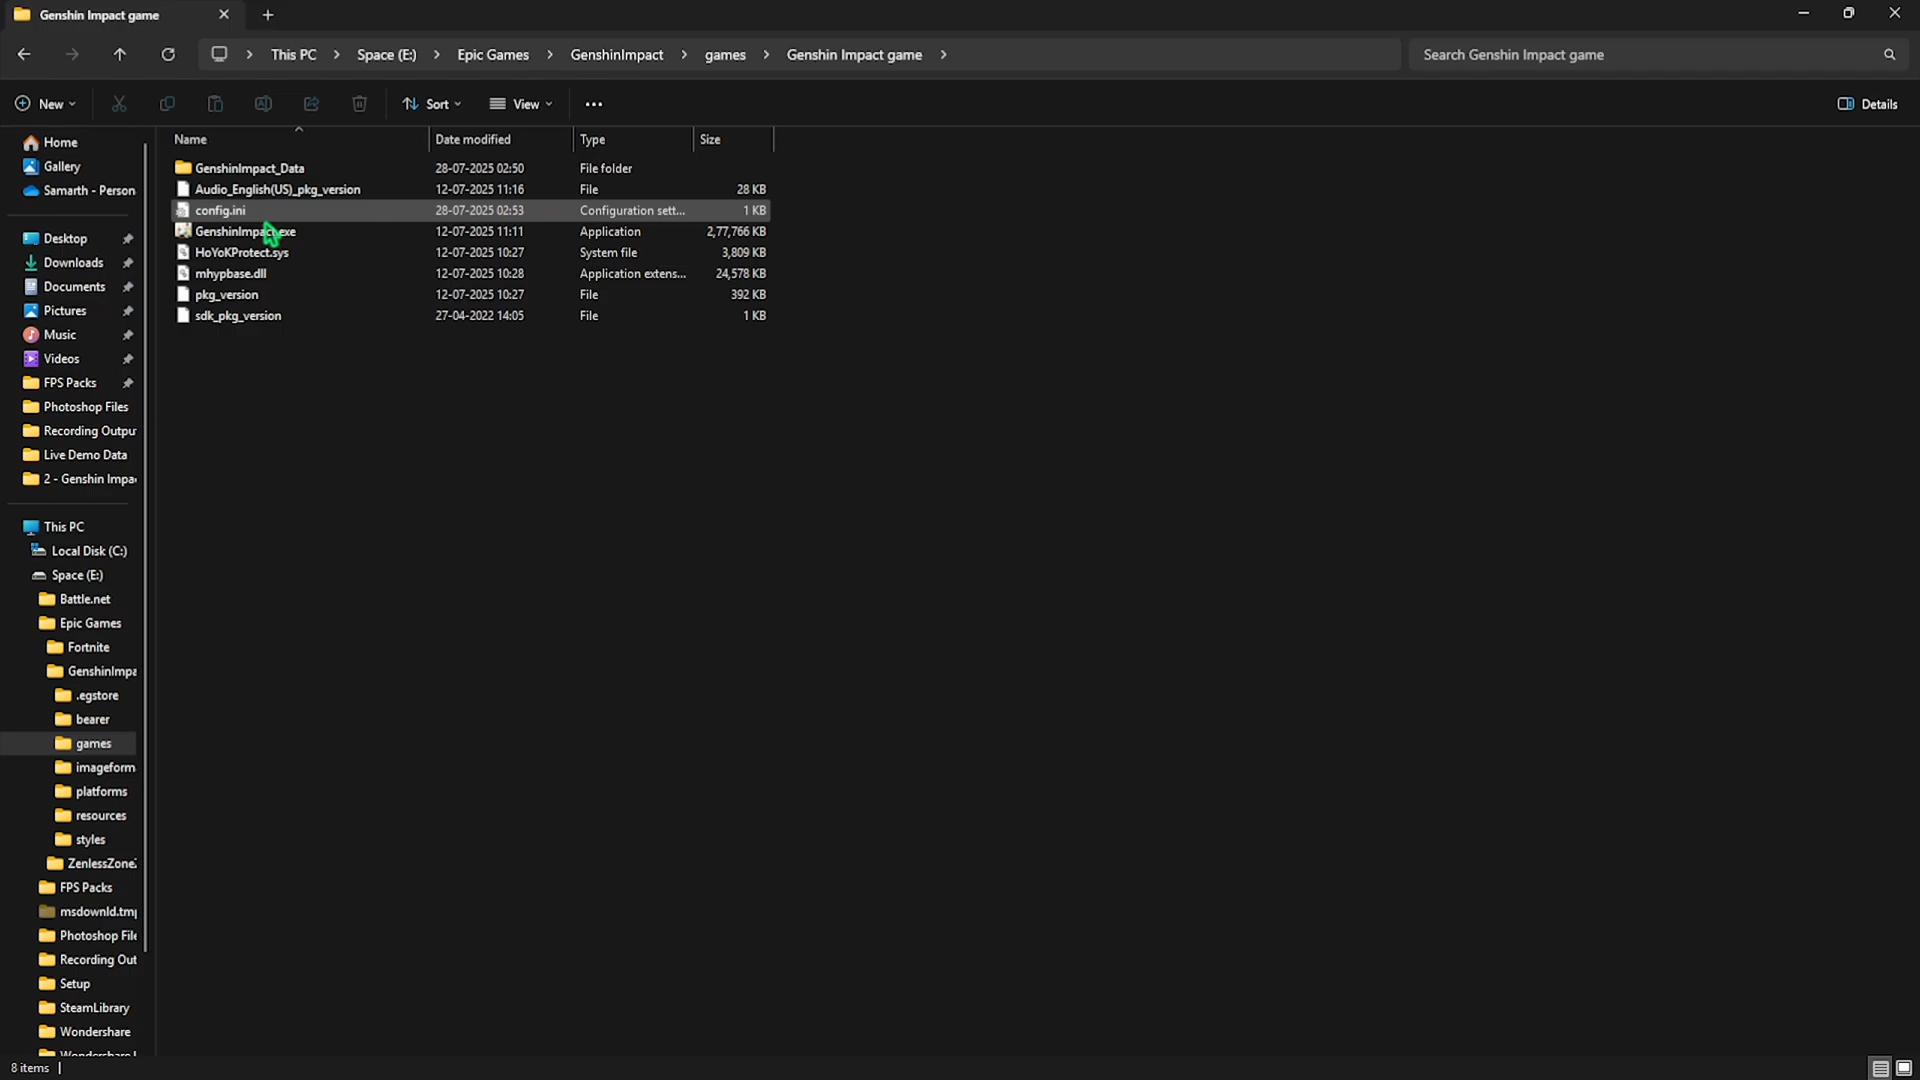 Genshin Impact game
This PC
Space (E:)
Epic Games
GenshinImpact
games
Genshin Impact game
Search Genshin Impact game
New
Sort
View
Details
Name
Date modified
Type
Size
GenshinImpact_Data 28-07-2025 02:50 File folder
Audio_English(US)_pkg_version 12-07-2025 11:16 File 28 KB
config.ini 28-07-2025 02:53 Configuration sett... 1 KB
GenshinImpact.exe 12-07-2025 11:11 Application 2,77,766 KB
HoYoKProtect.sys 12-07-2025 10:27 System file 3,809 KB
mhypbase.dll 12-07-2025 10:28 Application extens... 24,578 KB
pkg_version 12-07-2025 10:27 File 392 KB
sdk_pkg_version 27-04-2022 14:05 File 1 KB
Home
Gallery
Samarth - Person
Desktop
Downloads
Documents
Pictures
Music
Videos
FPS Packs
Photoshop Files
Recording Outpu
Live Demo Data
2 - Genshin Impa
This PC
Local Disk (C:)
Space (E:)
Battle.net
Epic Games
Fortnite
GenshinImpa
.egstore
bearer
games
imageform
platforms
resources
styles
ZenlessZone
FPS Packs
msdownld.tm
Photoshop File
Recording Out
Setup
SteamLibrary
Wondershare
8 items